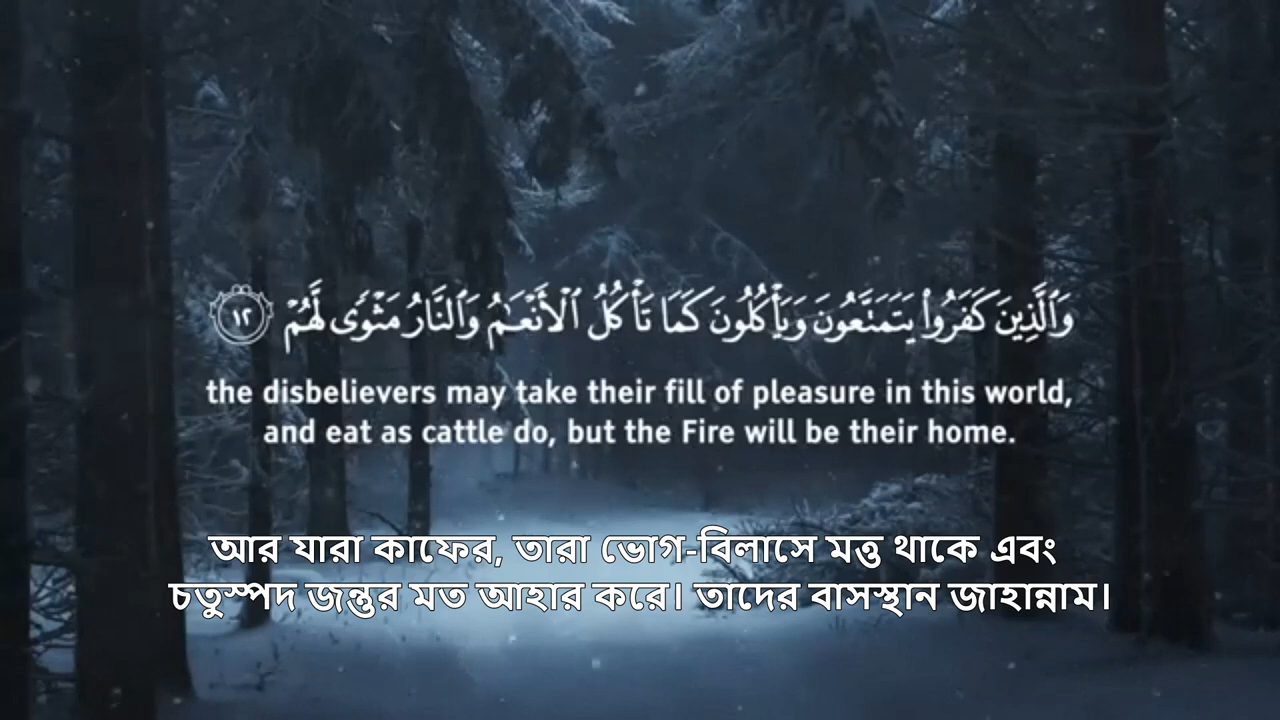 وَٱلَّذِينَ كَفَرُوا۟ يَتَمَتَّعُونَ وَيَأْكُلُونَ كَمَا تَأْكُلُ ٱلْأَنْعَـٰمُ وَٱلنَّارُ مَثْوًى لَّهُمْ ١٢
the disbelievers may take their fill of pleasure in this world,
and eat as cattle do, but the Fire will be their home.
আর যারা কাফের, তারা ভোগ-বিলাসে মত্ত থাকে এবং
চতুস্পদ জন্তুর মত আহার করে। তাদের বাসস্থান জাহান্নাম।